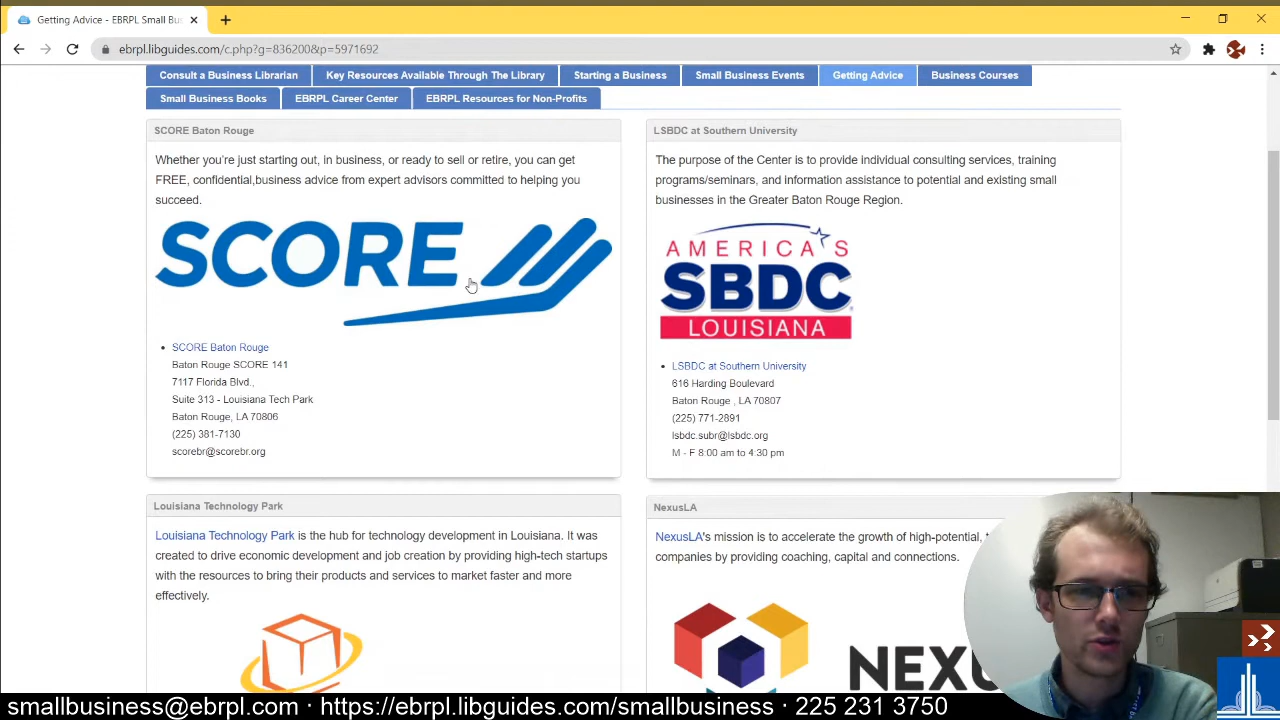 Getting Advice - EBRPL Small Bus
ebrpl.libguides.com/c.php?g=836200&p=5971692
Consult a Business Librarian
Key Resources Available Through The Library
Starting a Business
Small Business Events
Getting Advice
Business Courses
Small Business Books
EBRPL Career Center
EBRPL Resources for Non-Profits
SCORE Baton Rouge
Whether you're just starting out, in business, or ready to sell or retire, you can get
FREE, confidential,business advice from expert advisors committed to helping you
succeed.
SCORE
SCORE Baton Rouge
Baton Rouge SCORE 141
7117 Florida Blvd.,
Suite 313 - Louisiana Tech Park
Baton Rouge, LA 70806
(225) 381-7130
scorebr@scorebr.org
LSBDC at Southern University
The purpose of the Center is to provide individual consulting services, training
programs/seminars, and information assistance to potential and existing small
businesses in the Greater Baton Rouge Region.
AMERICA'S
SBDC
LOUISIANA
LSBDC at Southern University
616 Harding Boulevard
Baton Rouge , LA 70807
(225) 771-2891
lsbdc.subr@lsbdc.org
M - F 8:00 am to 4:30 pm
Louisiana Technology Park
Louisiana Technology Park is the hub for technology development in Louisiana. It was
created to drive economic development and job creation by providing high-tech startups
with the resources to bring their products and services to market faster and more
effectively.
NexusLA
NexusLA's mission is to accelerate the growth of high-potential,
companies by providing coaching, capital and connections.
NEXUS
smallbusiness@ebrpl.com · https://ebrpl.libguides.com/smallbusiness · 225 231 3750